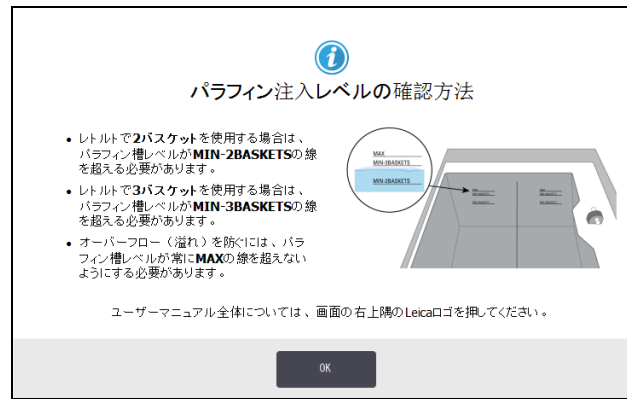 パラフィン注入レベルの確認方法
• レトルトで2バスケットを使用する場合は、
パラフィン槽レベルがMIN-2BASKETSの線
を超える必要があります。
• レトルトで3バスケットを使用する場合は、
パラフィン槽レベルがMIN-3BASKETSの線
を超える必要があります。
• オーバーフロー（溢れ）を防ぐには、パラ
フィン槽レベルが常にMAXの線を超えない
ようにする必要があります。
MAX
MIN-3BASKETS
MIN-2BASKETS
ユーザーマニュアル全体については、画面の右上隅のLeicaロゴを押してください。
OK